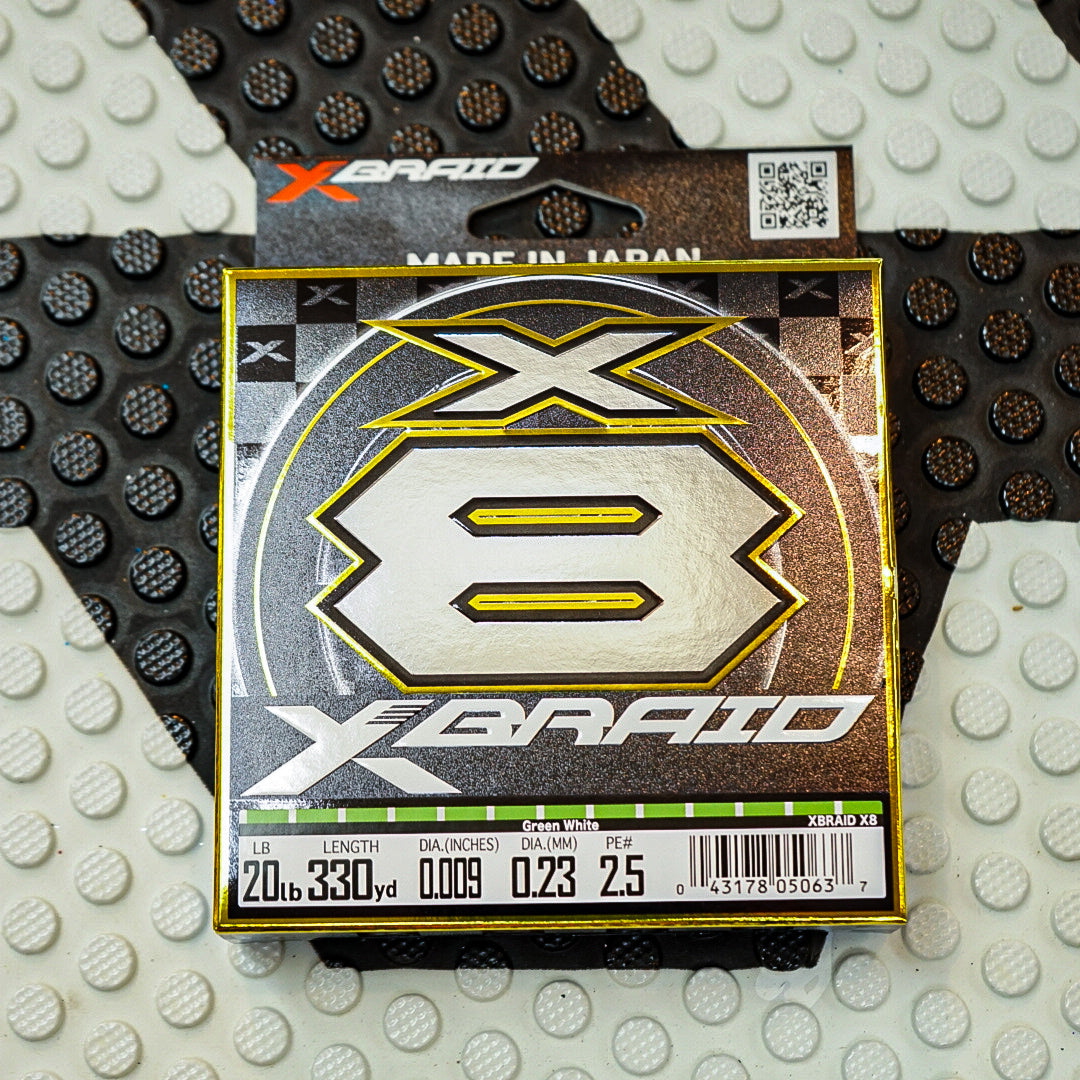 XBRAID
MADE IN JAPAN
X
8
XBRAID
Green White
XBRAID X8
LB LENGTH DIA.(INCHES) DIA.(MM) PE#
20lb 330yd 0.009 0.23 2.5
0 43178 05063 7